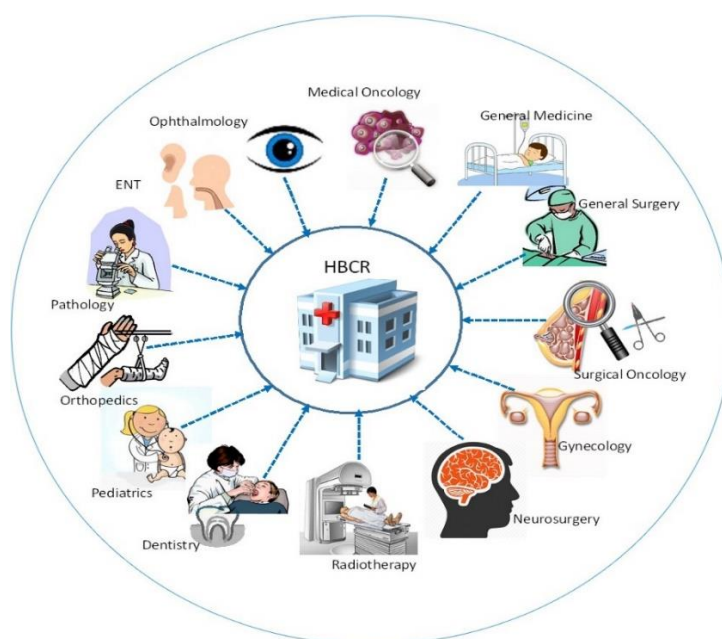 Medical Oncology
General Medicine
Ophthalmology
ENT
General Surgery
HBCR
Pathology
Surgical Oncology
Orthopedics
Gynecology
Pediatrics
Neurosurgery
Dentistry
Radiotherapy